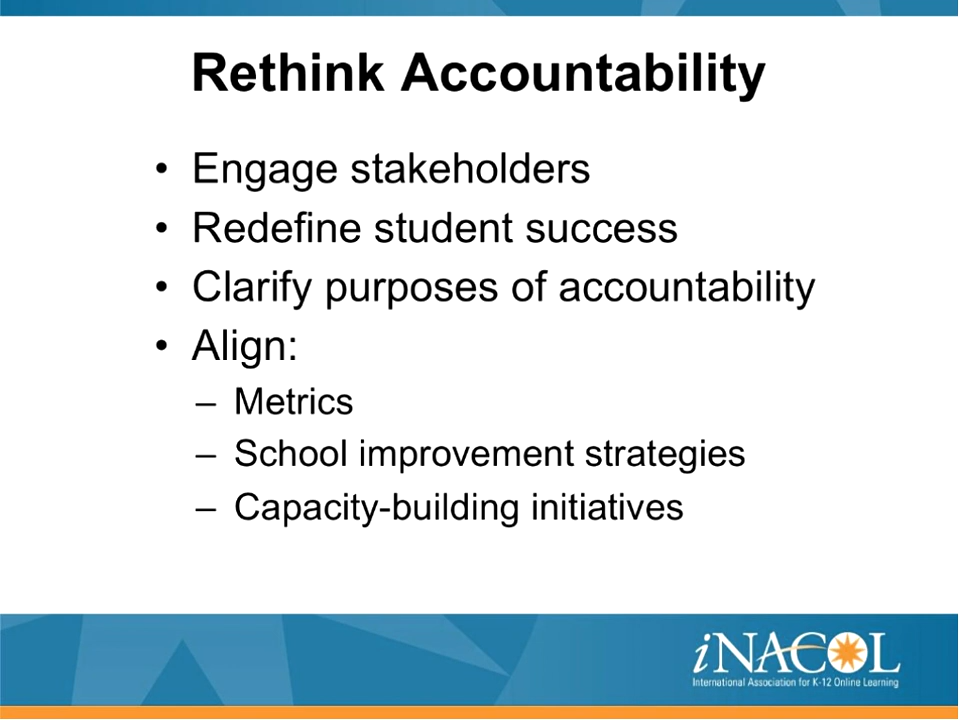 Rethink Accountability
• Engage stakeholders
• Redefine student success
• Clarify purposes of accountability
• Align:
– Metrics
– School improvement strategies
– Capacity-building initiatives
iNACOL
International Association for K-12 Online Learning